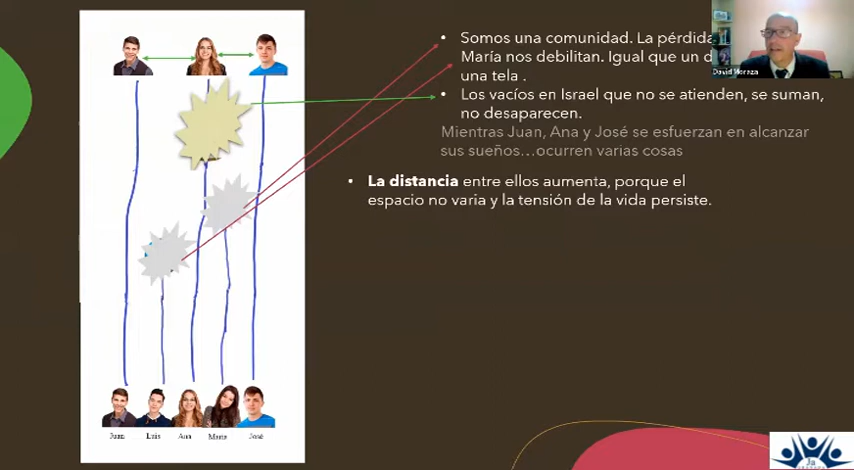 Somos una comunidad. La pérdida
María nos debilitan. Igual que un d
una tela .
Los vacíos en Israel que no se atienden, se suman,
no desaparecen.
Mientras Juan, Ana y José se esfuerzan en alcanzar
sus sueños…ocurren varias cosas
La distancia entre ellos aumenta, porque el
espacio no varia y la tensión de la vida persiste.
David Moraza
Juan Luis Ana María José